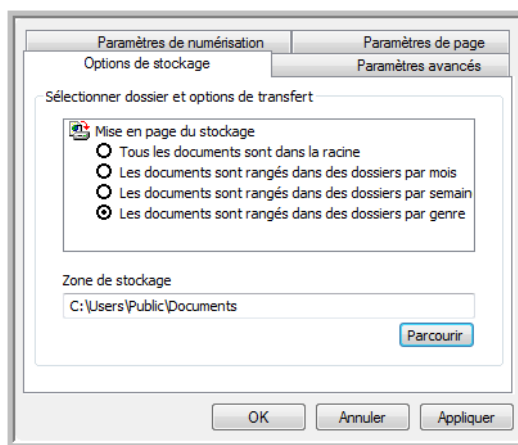 Paramètres de numérisation
Paramètres de page
Options de stockage
Paramètres avancés
Sélectionner dossier et options de transfert
Mise en page du stockage
Tous les documents sont dans la racine
Les documents sont rangés dans des dossiers par mois
Les documents sont rangés dans des dossiers par semain
Les documents sont rangés dans des dossiers par genre
Zone de stockage
C:\Users\Public\Documents
Parcourir
OK
Annuler
Appliquer